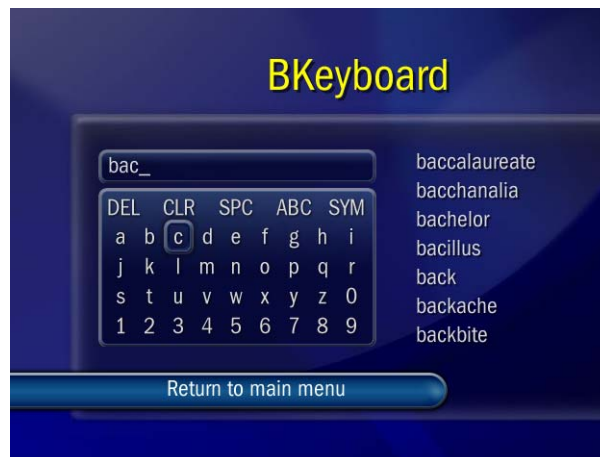 BKeyboard
bac_
DEL CLR SPC ABC SYM
a b c d e f g h i
j k l m n o p q r
s t u v w x y z 0
1 2 3 4 5 6 7 8 9
baccalaureate
bacchanalia
bachelor
bacillus
back
backache
backbite
Return to main menu